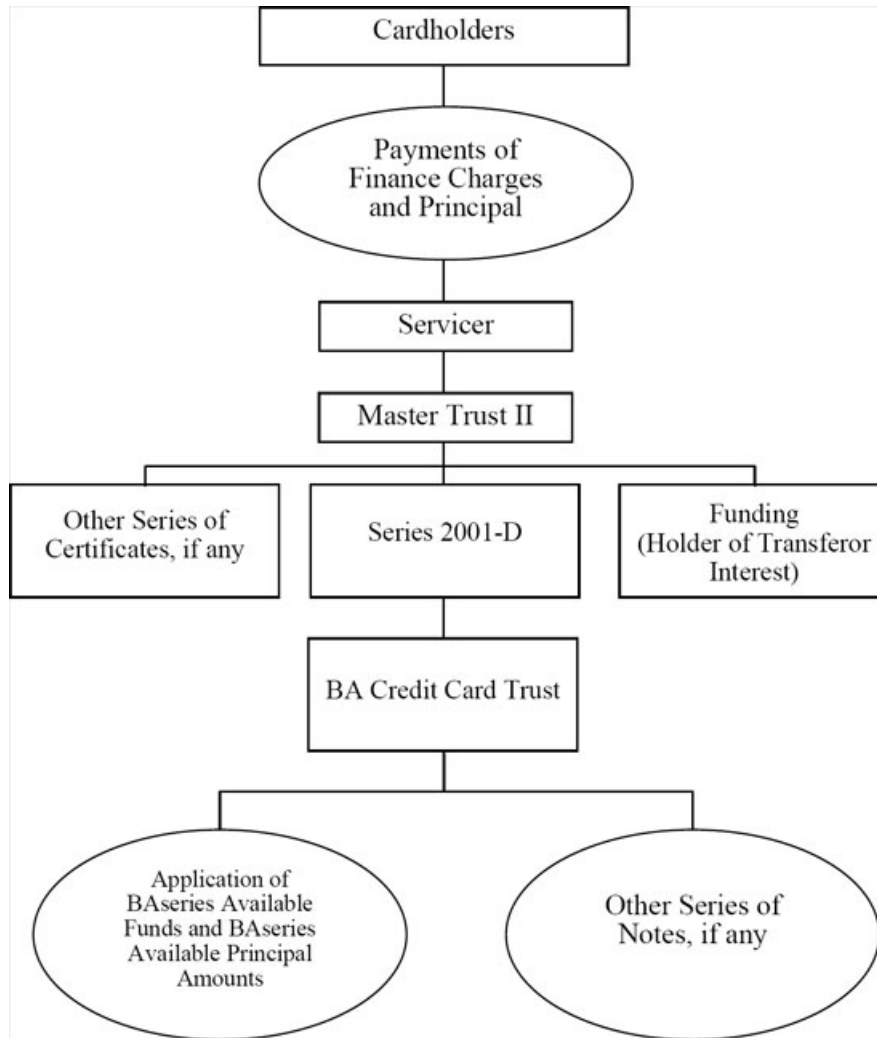 Cardholders
Payments of
Finance Charges
and Principal
Servicer
Master Trust II
Other Series of
Certificates, if any
Series 2001-D
Funding
(Holder of Transferor
Interest)
BA Credit Card Trust
Application of
BAseries Available
Funds and BAseries
Available Principal
Amounts
Other Series of
Notes, if any